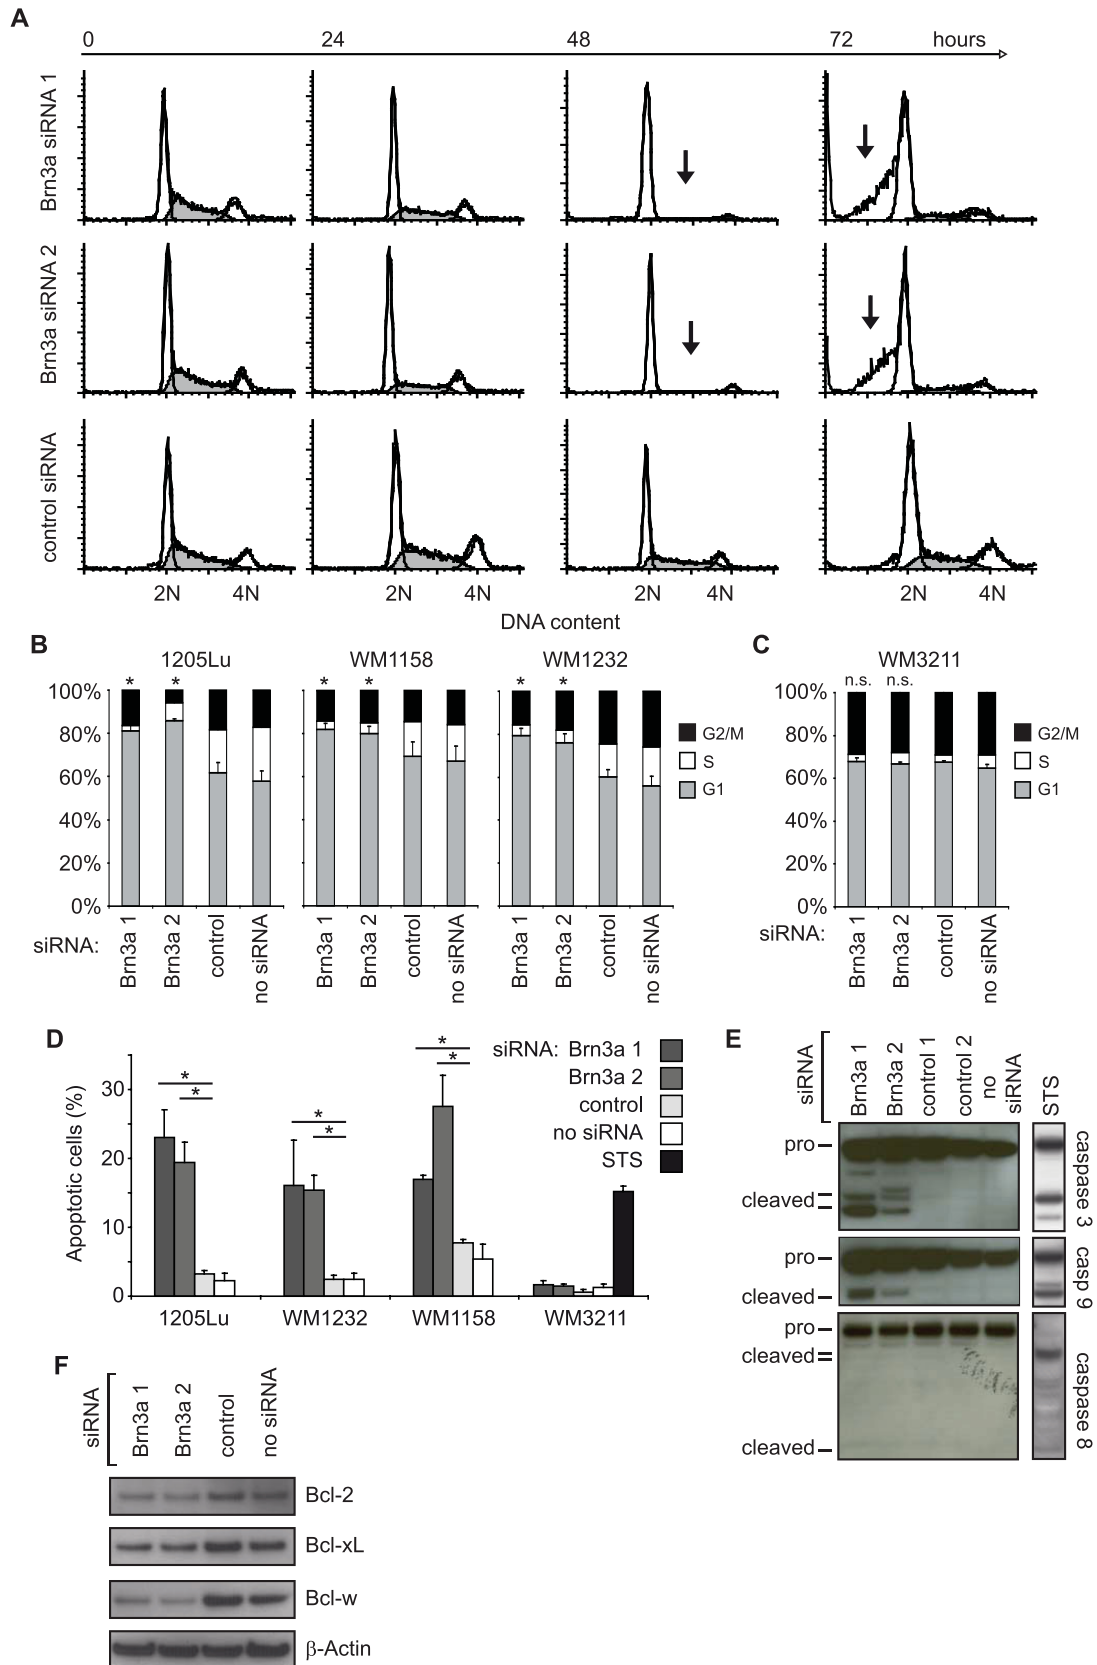 A
0 24 48 72 hours
Brn3a siRNA 1
Brn3a siRNA 2
control siRNA
2N 4N 2N 4N 2N 4N 2N 4N
DNA content
B
1205Lu WM1158 WM1232
* * * * * *
100%
80%
60%
40%
20%
0%
G2/M
S
G1
siRNA:
Brn3a 1 Brn3a 2 control no siRNA Brn3a 1 Brn3a 2 control no siRNA Brn3a 1 Brn3a 2 control no siRNA
C
WM3211
n.s. n.s.
100%
80%
60%
40%
20%
0%
G2/M
S
G1
siRNA:
Brn3a 1 Brn3a 2 control no siRNA
D
Apoptotic cells (%)
30
20
10
0
* * * * * *
siRNA: Brn3a 1
Brn3a 2
control
no siRNA
STS
1205Lu WM1232 WM1158 WM3211
E
siRNA
Brn3a 1 Brn3a 2 control 1 control 2 no siRNA STS
pro
cleaved
caspase 3
pro
cleaved
casp 9
pro
cleaved
cleaved
caspase 8
F
siRNA
Brn3a 1 Brn3a 2 control no siRNA
Bcl-2
Bcl-xL
Bcl-w
β-Actin